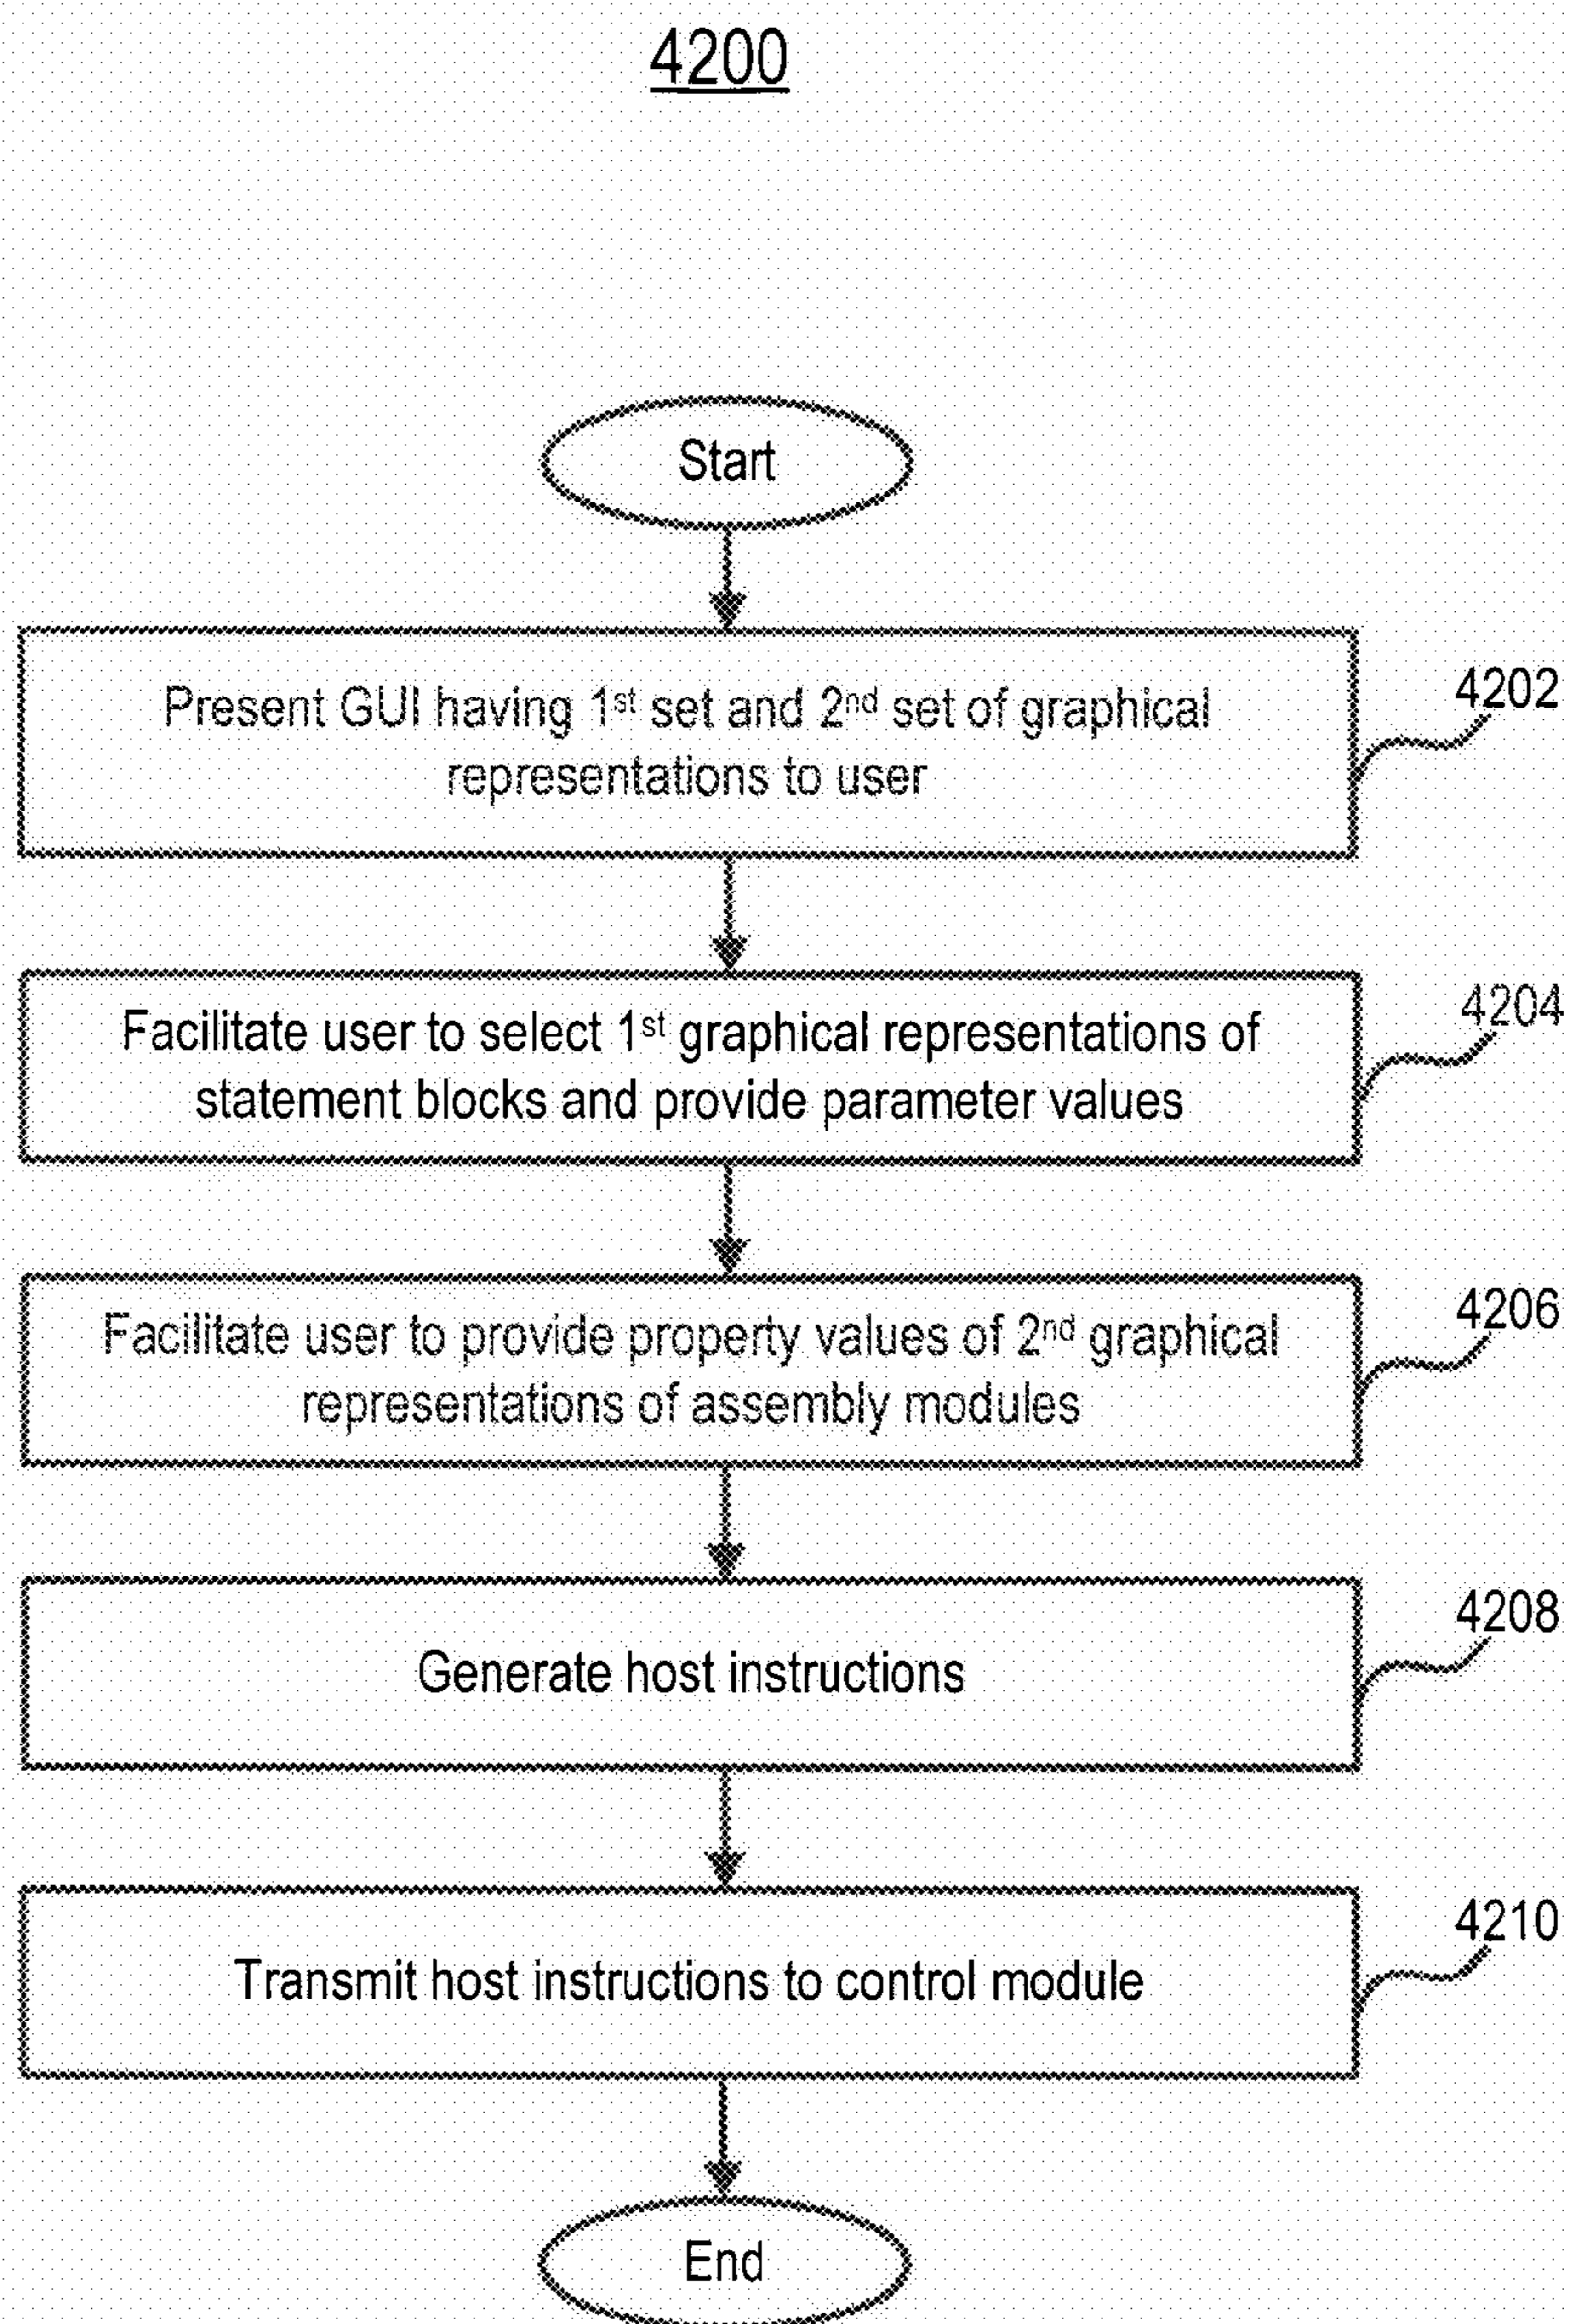 4200
Start
Present GUI having 1st set and 2nd set of graphical
representations to user
4202
Facilitate user to select 1st graphical representations of
statement blocks and provide parameter values
4204
Facilitate user to provide property values of 2nd graphical
representations of assembly modules
4206
Generate host instructions
4208
Transmit host instructions to control module
4210
End